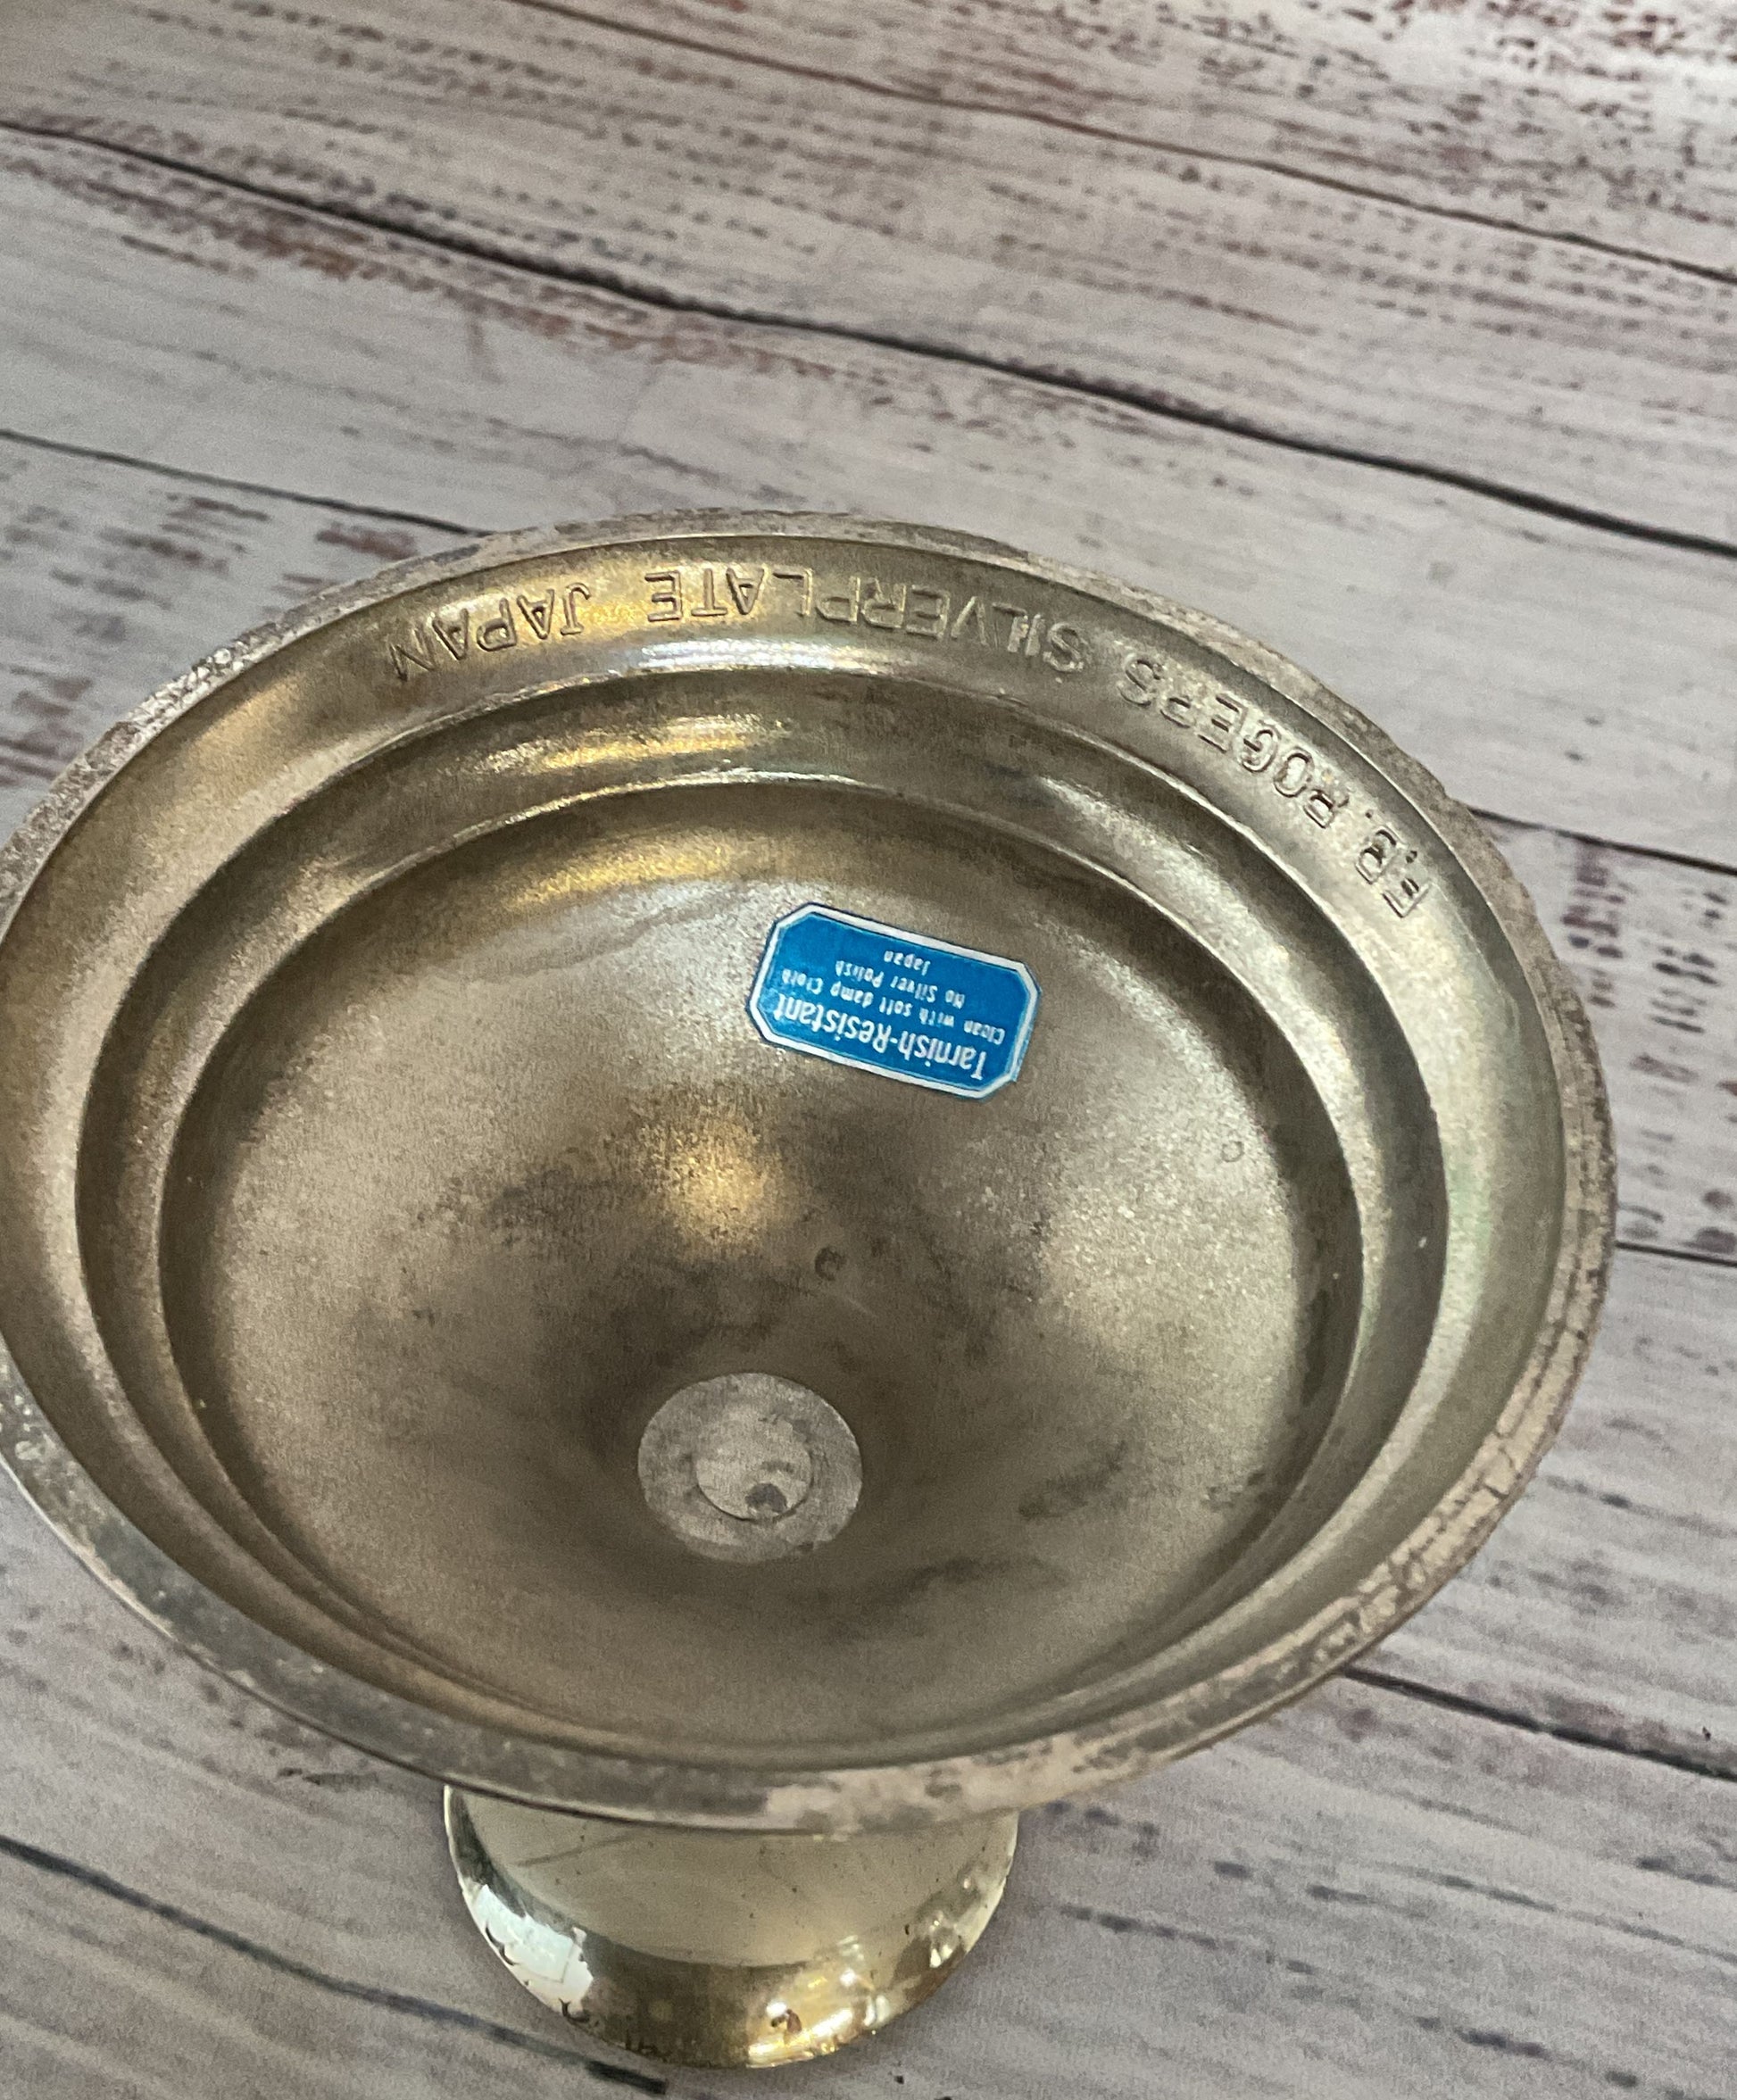 F.B. ROGERS SILVERPLATE JAPAN
Tarnish-Resistant
Clean with soft damp Cloth
No Silver Polish
Japan